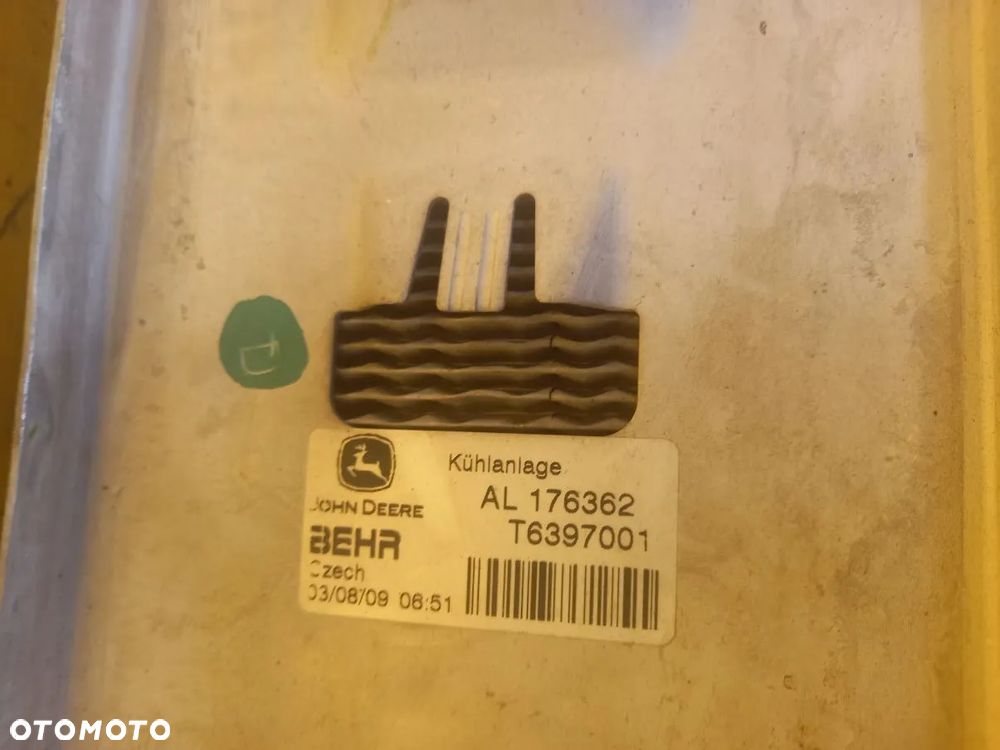 D
Kühlanlage
JOHN DEERE
AL 176362
T6397001
BEHR
Czech
03/08/09 06:51
OTOMOTO